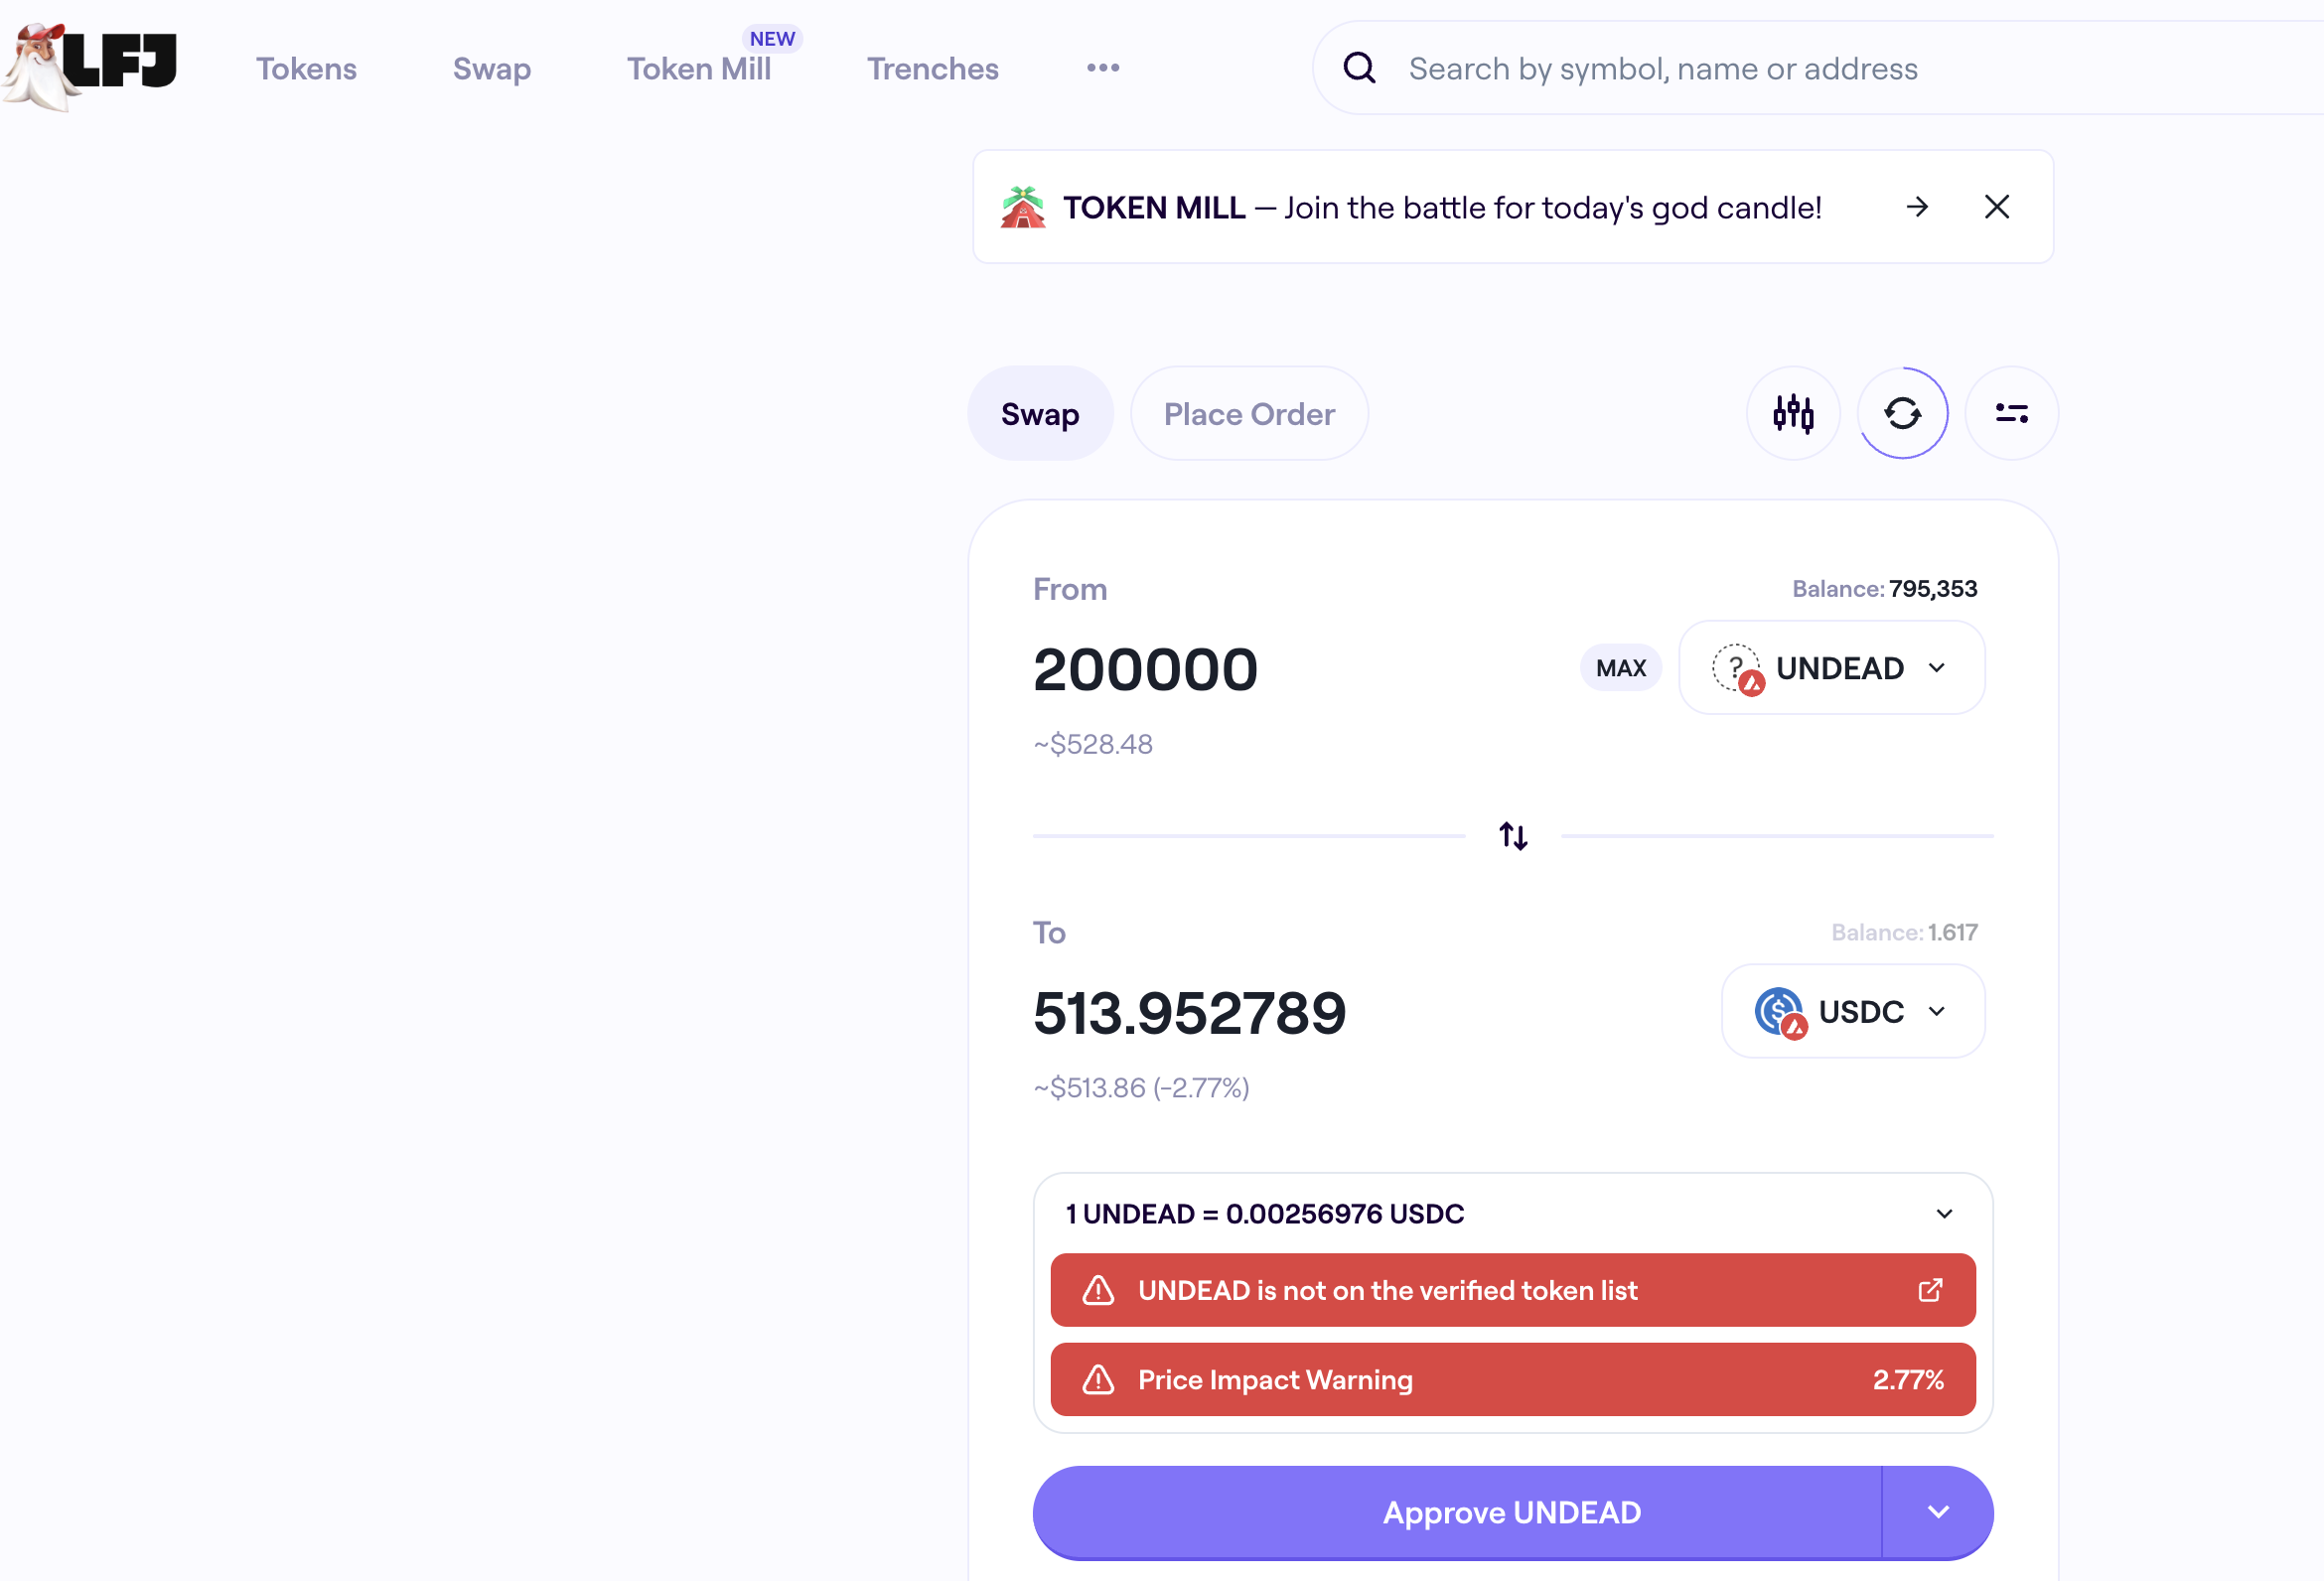 LFJ
Tokens
Swap
Token Mill
NEW
Trenches
Search by symbol, name or address
TOKEN MILL — Join the battle for today's god candle!
Swap
Place Order
From
Balance: 795,353
200000
MAX
? UNDEAD
~$528.48
To
Balance: 1.617
513.952789
USDC
~$513.86 (-2.77%)
1 UNDEAD = 0.00256976 USDC
UNDEAD is not on the verified token list
Price Impact Warning
2.77%
Approve UNDEAD